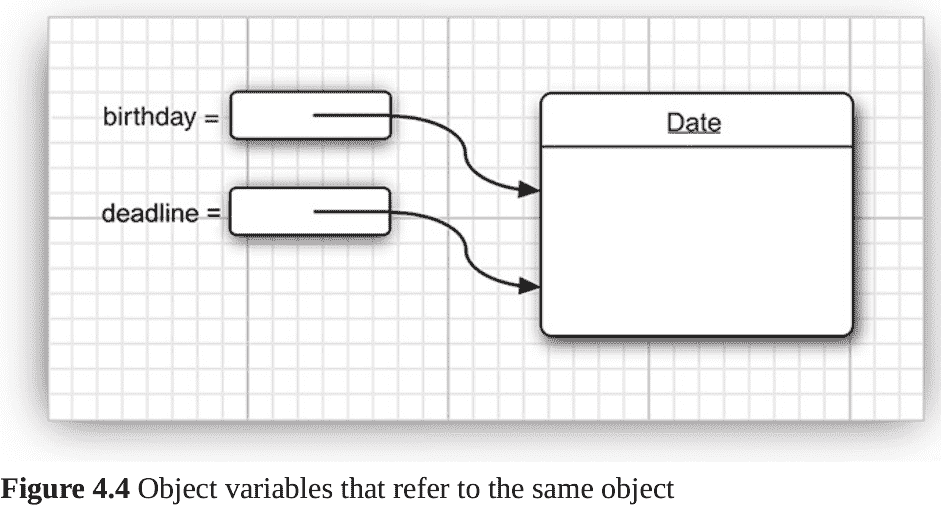 birthday =
Date
deadline =
Figure 4.4 Object variables that refer to the same object